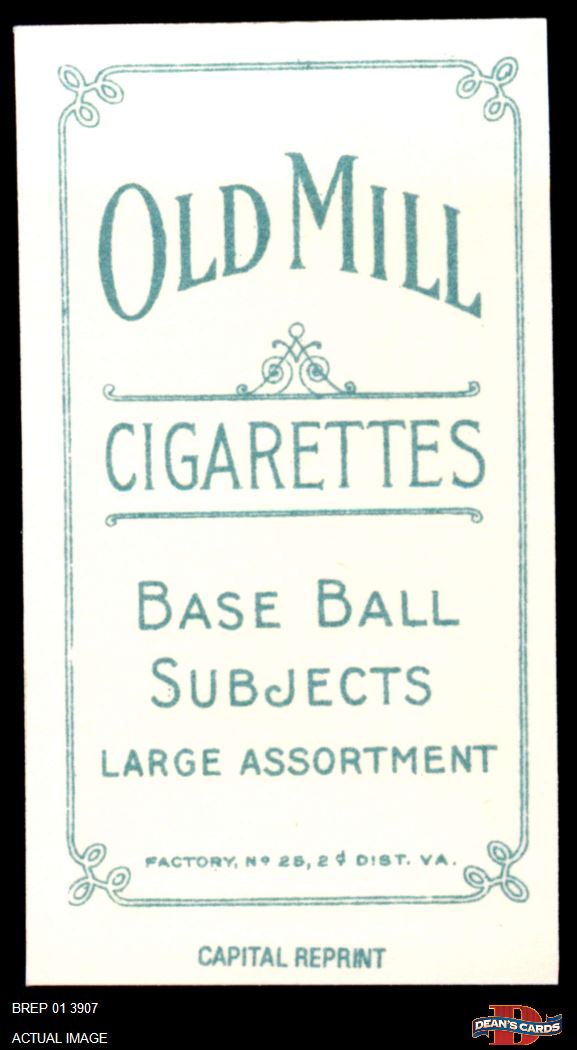 OLD MILL
CIGARETTES
BASE BALL
SUBJECTS
LARGE ASSORTMENT
FACTORY, Nº 25, 2ᵈ DIST. VA.
CAPITAL REPRINT
BREP 01 3907
ACTUAL IMAGE
D
DEAN'S CARDS
.com